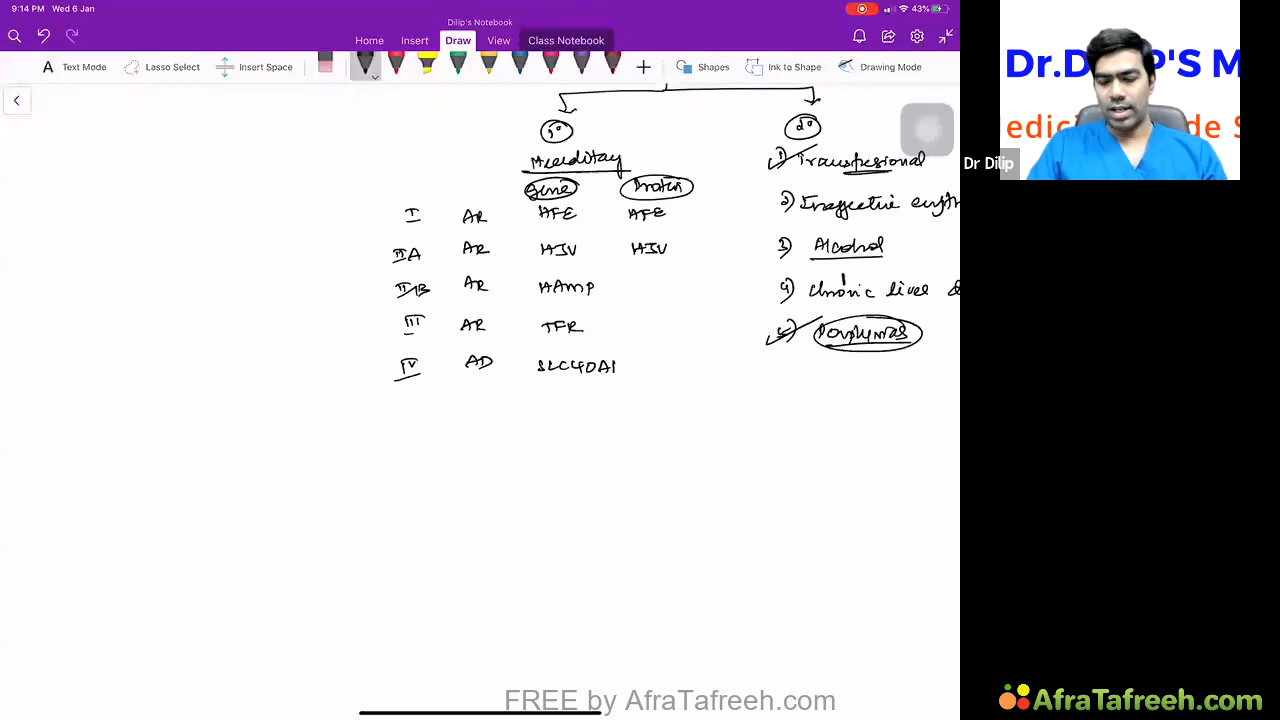 9:14 PM Wed 6 Jan
43%
Dilip's Notebook
Home Insert Draw View Class Notebook
Text Mode Lasso Select Insert Space Shapes Ink to Shape Drawing Mode
Dr.D P'S M
edici de S
Dr Dilip
1° 2°
Hereditary
Gene Protein
I AR HFE HFE
IIA AR HJV HJV
IIB AR HAMP
III AR TFR
IV AD SLC40A1
1) Transfusional
2)
3) Alcohol
4) Chronic liver d
5) Porphyrias
FREE by AfraTafreeh.com
AfraTafreeh.com